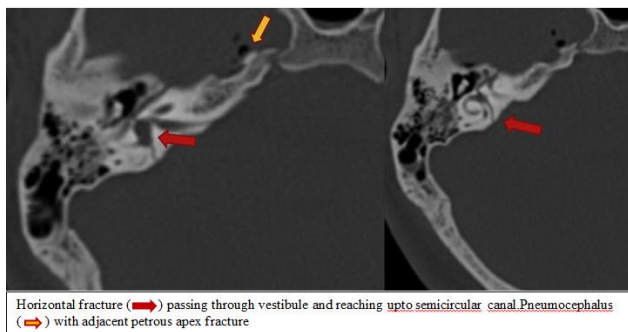 Horizontal fracture ( ) passing through vestibule and reaching upto semicircular canal.Pneumocephalus
( ) with adjacent petrous apex fracture